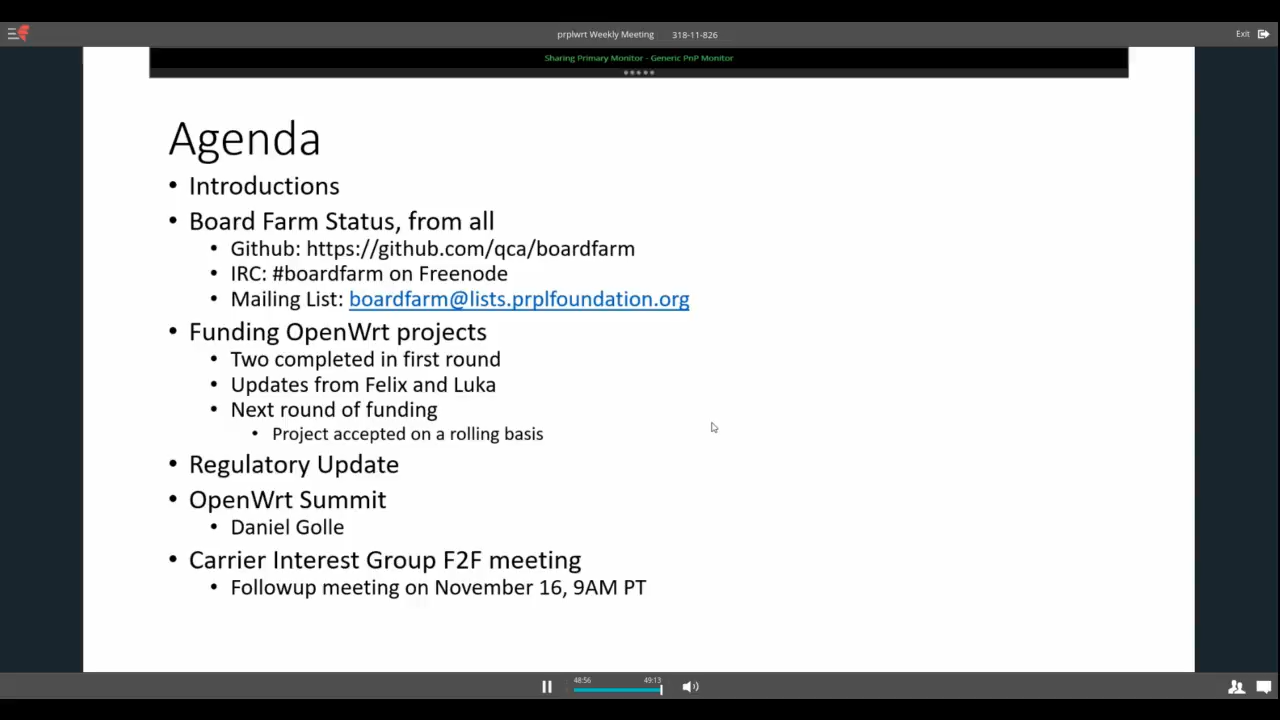 prplwrt Weekly Meeting 318-11-826
Exit
Sharing Primary Monitor - Generic PnP Monitor
Agenda
• Introductions
• Board Farm Status, from all
• Github: https://github.com/qca/boardfarm
• IRC: #boardfarm on Freenode
• Mailing List: boardfarm@lists.prplfoundation.org
• Funding OpenWrt projects
• Two completed in first round
• Updates from Felix and Luka
• Next round of funding
• Project accepted on a rolling basis
• Regulatory Update
• OpenWrt Summit
• Daniel Golle
• Carrier Interest Group F2F meeting
• Followup meeting on November 16, 9AM PT
48:56 49:13